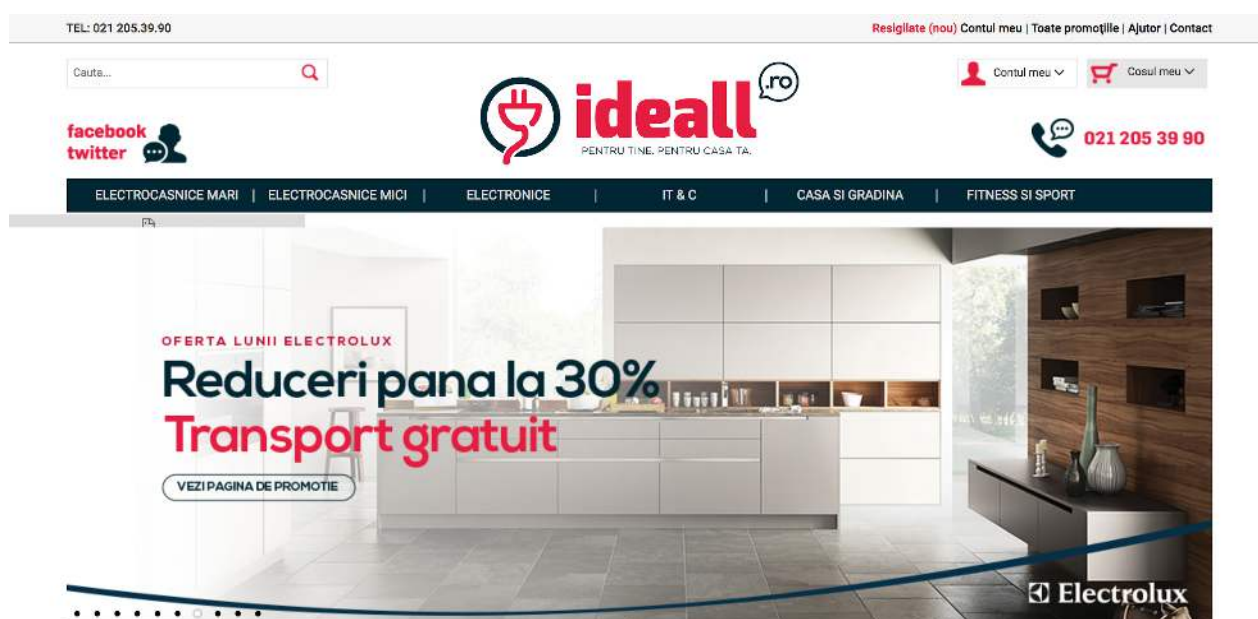 TEL: 021 205.39.90
Resigilate (nou) Contul meu | Toate promoțiile | Ajutor | Contact
Cauta...
ideall.ro
PENTRU TINE. PENTRU CASA TA.
Contul meu
Cosul meu
facebook
twitter
021 205 39 90
ELECTROCASNICE MARI | ELECTROCASNICE MICI | ELECTRONICE | IT & C | CASA SI GRADINA | FITNESS SI SPORT
OFERTA LUNII ELECTROLUX
Reduceri pana la 30%
Transport gratuit
VEZI PAGINA DE PROMOTIE
Electrolux